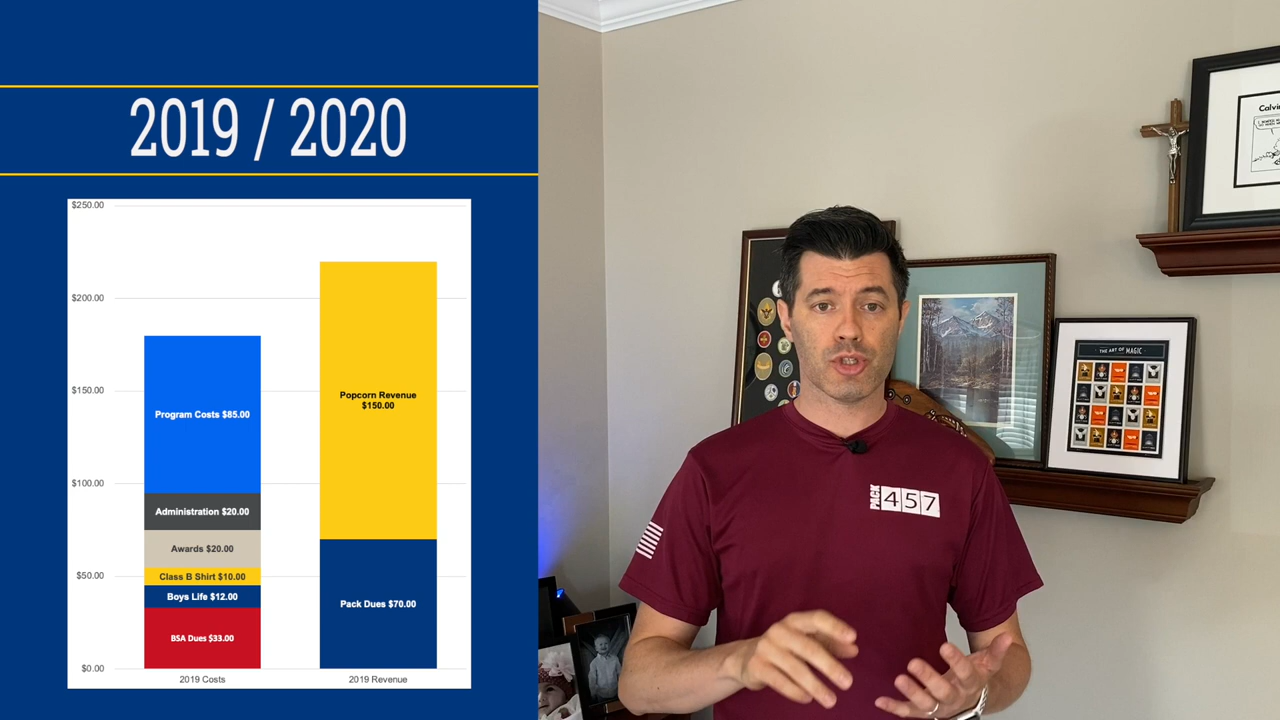 2019 / 2020
$250.00
$200.00
$150.00
$100.00
$50.00
$0.00
Program Costs $85.00
Administration $20.00
Awards $20.00
Class B Shirt $10.00
Boys Life $12.00
BSA Dues $33.00
Popcorn Revenue
$150.00
Pack Dues $70.00
2019 Costs
2019 Revenue
PACK
457
THE ART OF MAGIC